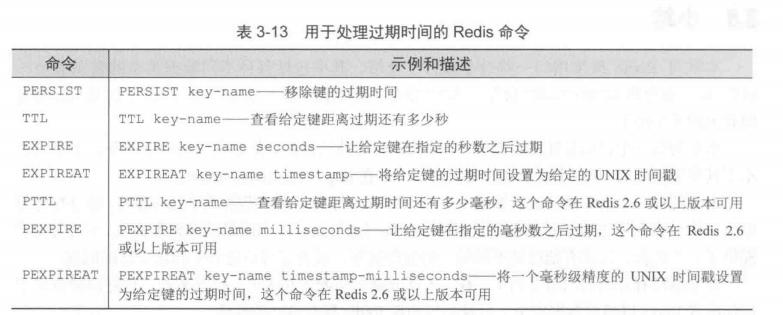 表 3-13 用于处理过期时间的 Redis 命令
命令 示例和描述
PERSIST PERSIST key-name——移除键的过期时间
TTL TTL key-name——查看给定键距离过期还有多少秒
EXPIRE EXPIRE key-name seconds——让给定键在指定的秒数之后过期
EXPIREAT EXPIREAT key-name timestamp——将给定键的过期时间设置为给定的 UNIX 时间戳
PTTL PTTL key-name——查看给定键距离过期时间还有多少毫秒，这个命令在 Redis 2.6 或以上版本可用
PEXPIRE PEXPIRE key-name milliseconds——让给定键在指定的毫秒数之后过期，这个命令在 Redis 2.6
或以上版本可用
PEXPIREAT PEXPIREAT key-name timestamp-milliseconds——将一个毫秒级精度的 UNIX 时间戳设置
为给定键的过期时间，这个命令在 Redis 2.6 或以上版本可用